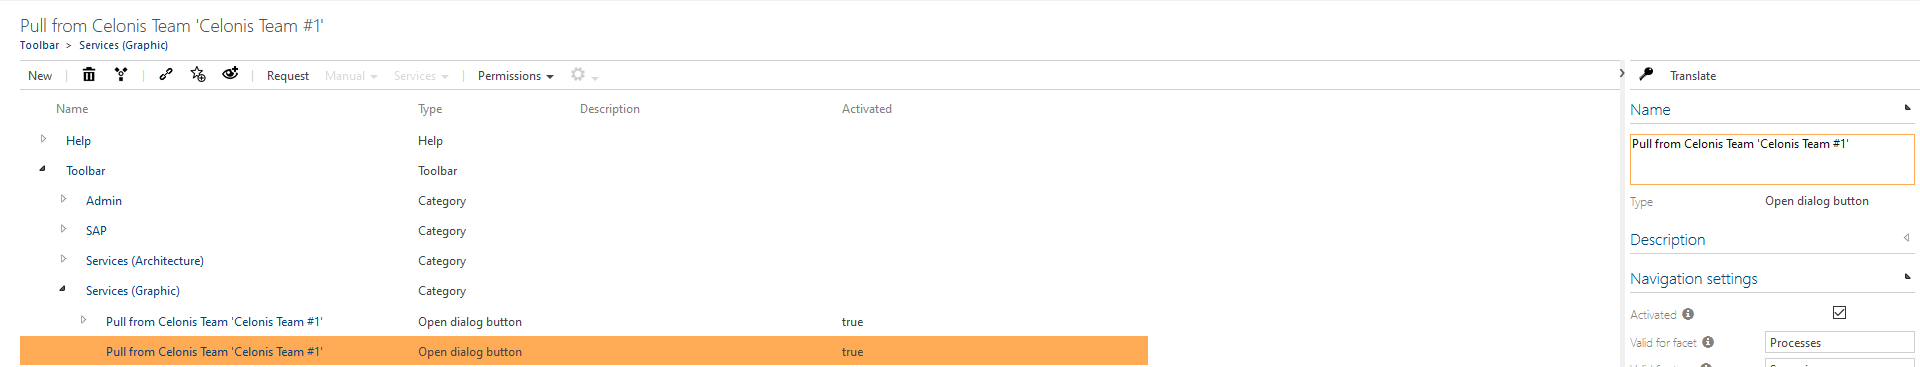 Pull from Celonis Team 'Celonis Team #1'
Toolbar > Services (Graphic)
New Request Manual Services Permissions
Translate
Name Type Description Activated
Name
Help Help
Pull from Celonis Team 'Celonis Team #1'
Toolbar Toolbar
Admin Category
Type Open dialog button
SAP Category
Description
Services (Architecture) Category
Navigation settings
Services (Graphic) Category
Activated
Pull from Celonis Team 'Celonis Team #1' Open dialog button true
Valid for facet Processes
Pull from Celonis Team 'Celonis Team #1' Open dialog button true